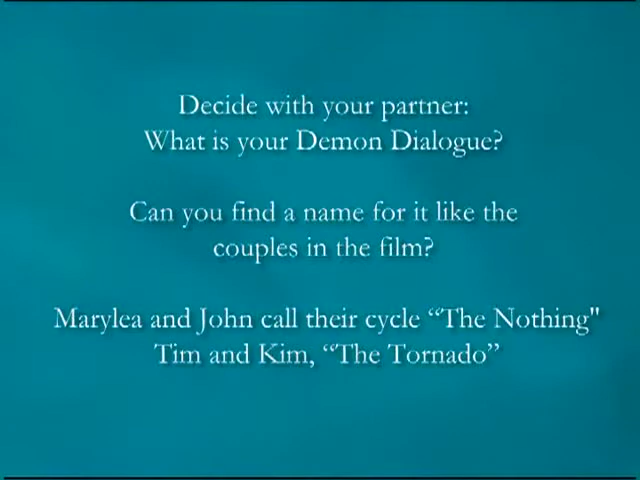 Decide with your partner:
What is your Demon Dialogue?
Can you find a name for it like the
couples in the film?
Marylea and John call their cycle “The Nothing"
Tim and Kim, “The Tornado”